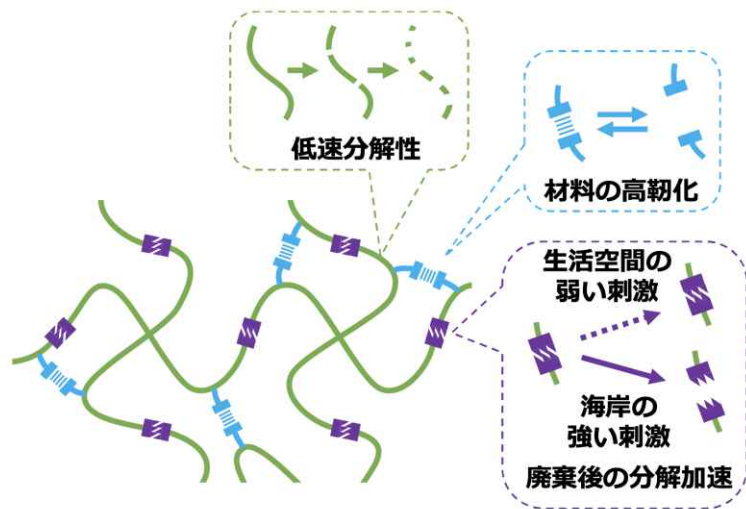 低速分解性
材料の高靭化
生活空間の
弱い刺激
海岸の
強い刺激
廃棄後の分解加速